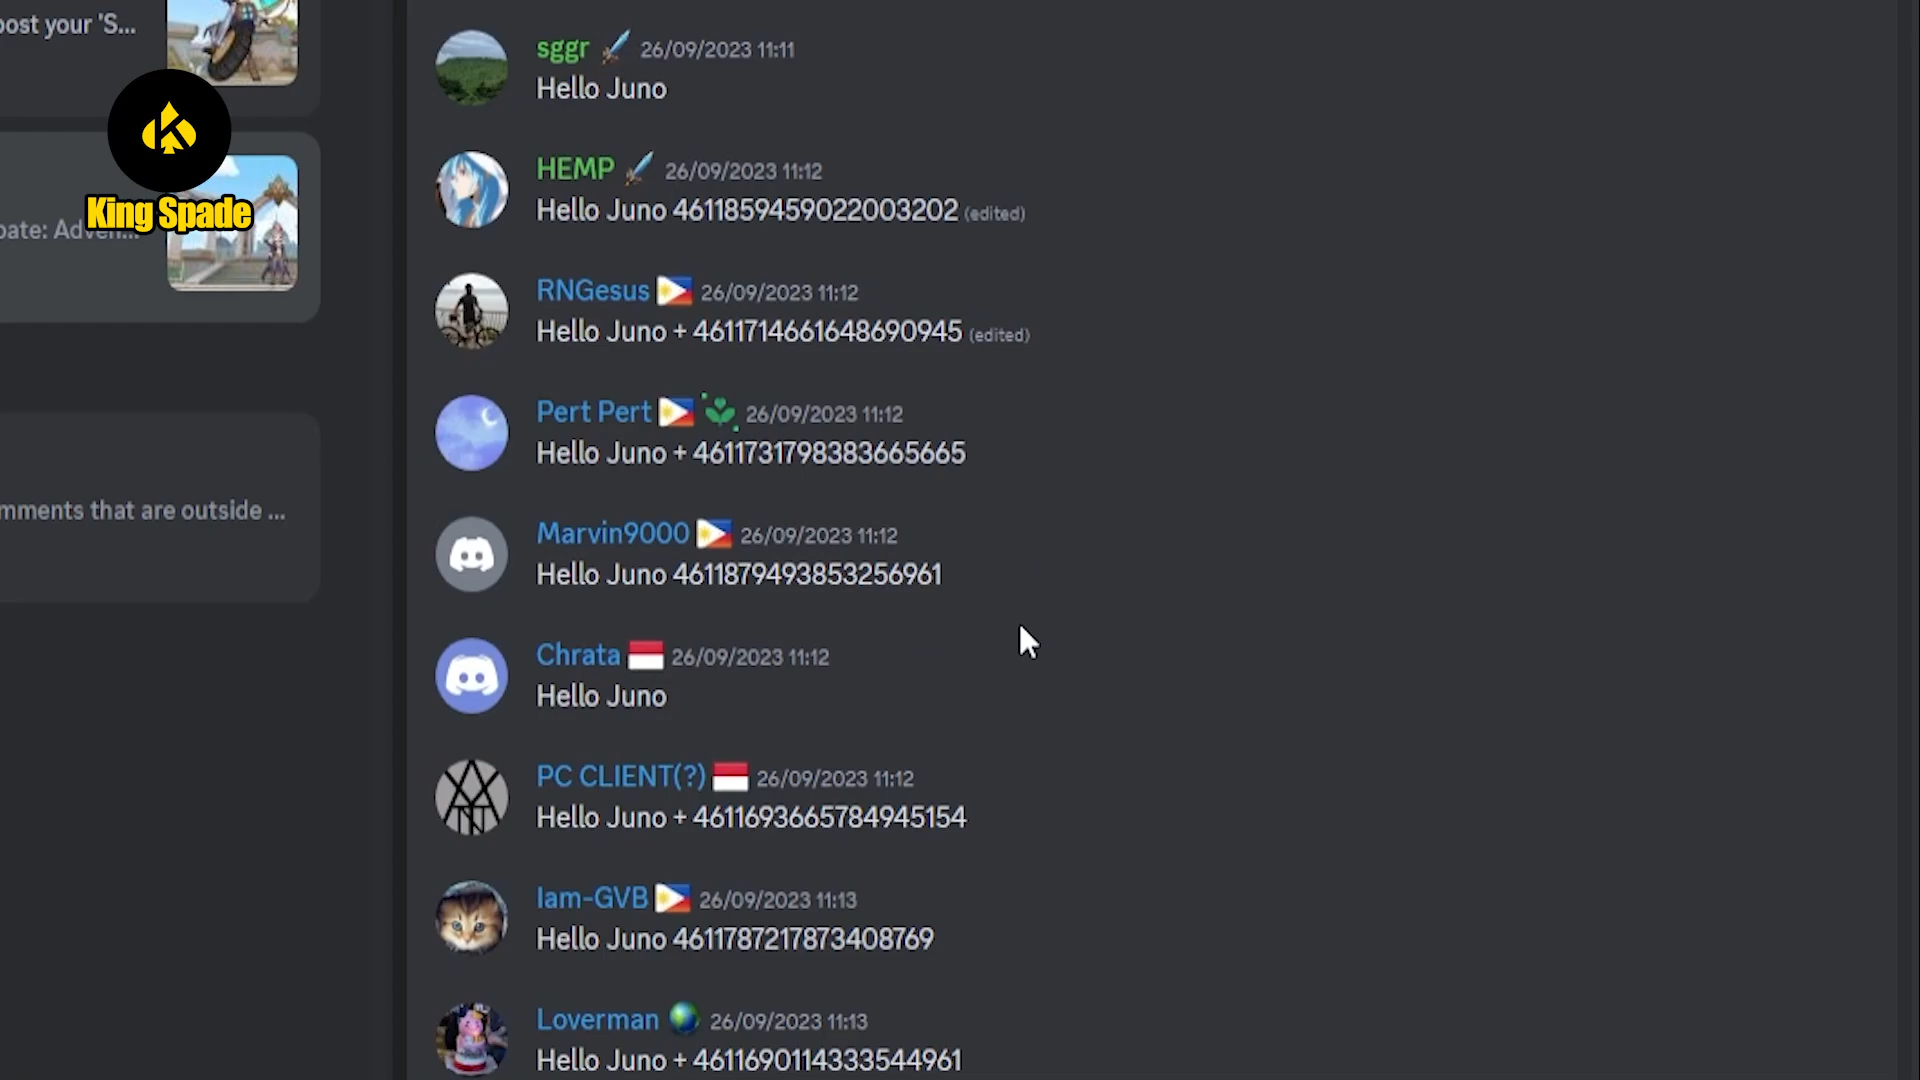 ost your 'S...
King Spade
pate: Adven...
mments that are outside ...
sggr 26/09/2023 11:11
Hello Juno
HEMP 26/09/2023 11:12
Hello Juno 4611859459022003202 (edited)
RNGesus 26/09/2023 11:12
Hello Juno + 4611714661648690945 (edited)
Pert Pert 26/09/2023 11:12
Hello Juno + 4611731798383665665
Marvin9000 26/09/2023 11:12
Hello Juno 4611879493853256961
Chrata 26/09/2023 11:12
Hello Juno
PC CLIENT(?) 26/09/2023 11:12
Hello Juno + 4611693665784945154
Iam-GVB 26/09/2023 11:13
Hello Juno 4611787217873408769
Loverman 26/09/2023 11:13
Hello Juno + 4611690114333544961